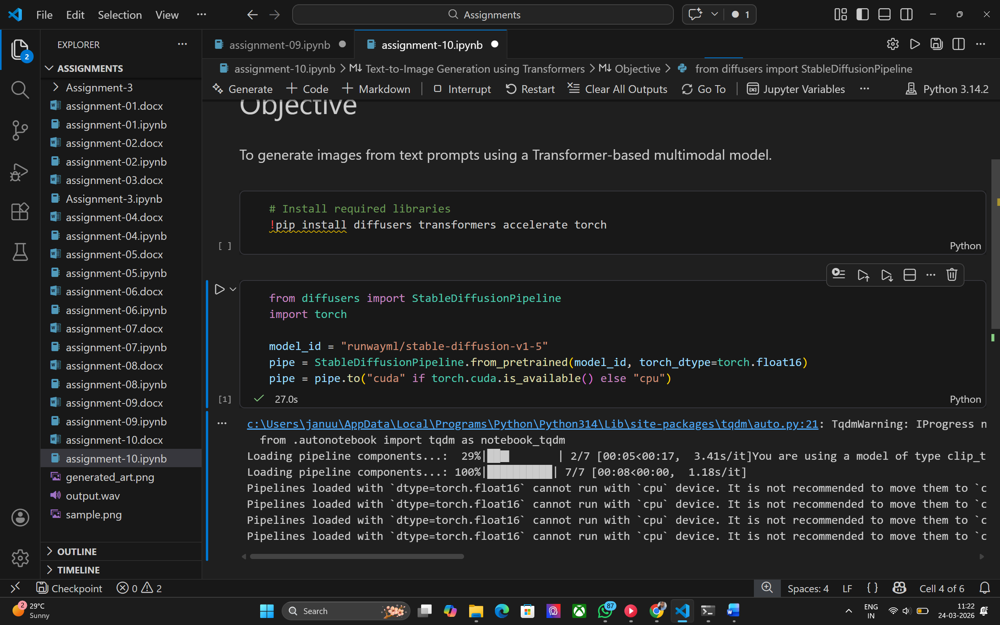 File Edit Selection View ··· Assignments 1
EXPLORER ···
2
ASSIGNMENTS
Assignment-3
assignment-01.docx
assignment-01.ipynb
assignment-02.docx
assignment-02.ipynb
assignment-03.docx
Assignment-3.ipynb
assignment-04.docx
assignment-04.ipynb
assignment-05.docx
assignment-05.ipynb
assignment-06.docx
assignment-06.ipynb
assignment-07.docx
assignment-07.ipynb
assignment-08.docx
assignment-08.ipynb
assignment-09.docx
assignment-09.ipynb
assignment-10.docx
assignment-10.ipynb
generated_art.png
output.wav
sample.png
OUTLINE
TIMELINE
assignment-09.ipynb assignment-10.ipynb
assignment-10.ipynb > M↓ Text-to-Image Generation using Transformers > M↓ Objective > from diffusers import StableDiffusionPipeline
Generate + Code + Markdown | Interrupt Restart Clear All Outputs Go To | Jupyter Variables ··· Python 3.14.2
Objective
To generate images from text prompts using a Transformer-based multimodal model.
# Install required libraries
!pip install diffusers transformers accelerate torch
[ ] Python
from diffusers import StableDiffusionPipeline
import torch
model_id = "runwayml/stable-diffusion-v1-5"
pipe = StableDiffusionPipeline.from_pretrained(model_id, torch_dtype=torch.float16)
pipe = pipe.to("cuda" if torch.cuda.is_available() else "cpu")
[1] 27.0s Python
c:\Users\januu\AppData\Local\Programs\Python\Python314\Lib\site-packages\tqdm\auto.py:21: TqdmWarning: IProgress n
from .autonotebook import tqdm as notebook_tqdm
Loading pipeline components...: 29%|██▊ | 2/7 [00:05<00:17, 3.41s/it]You are using a model of type clip_t
Loading pipeline components...: 100%|██████████| 7/7 [00:08<00:00, 1.18s/it]
Pipelines loaded with `dtype=torch.float16` cannot run with `cpu` device. It is not recommended to move them to `c
Pipelines loaded with `dtype=torch.float16` cannot run with `cpu` device. It is not recommended to move them to `c
Pipelines loaded with `dtype=torch.float16` cannot run with `cpu` device. It is not recommended to move them to `c
Pipelines loaded with `dtype=torch.float16` cannot run with `cpu` device. It is not recommended to move them to `c
Checkpoint 0 2 Spaces: 4 LF { } Cell 4 of 6
2 29°C
Sunny
Search
87
ENG
IN
11:22
24-03-2026